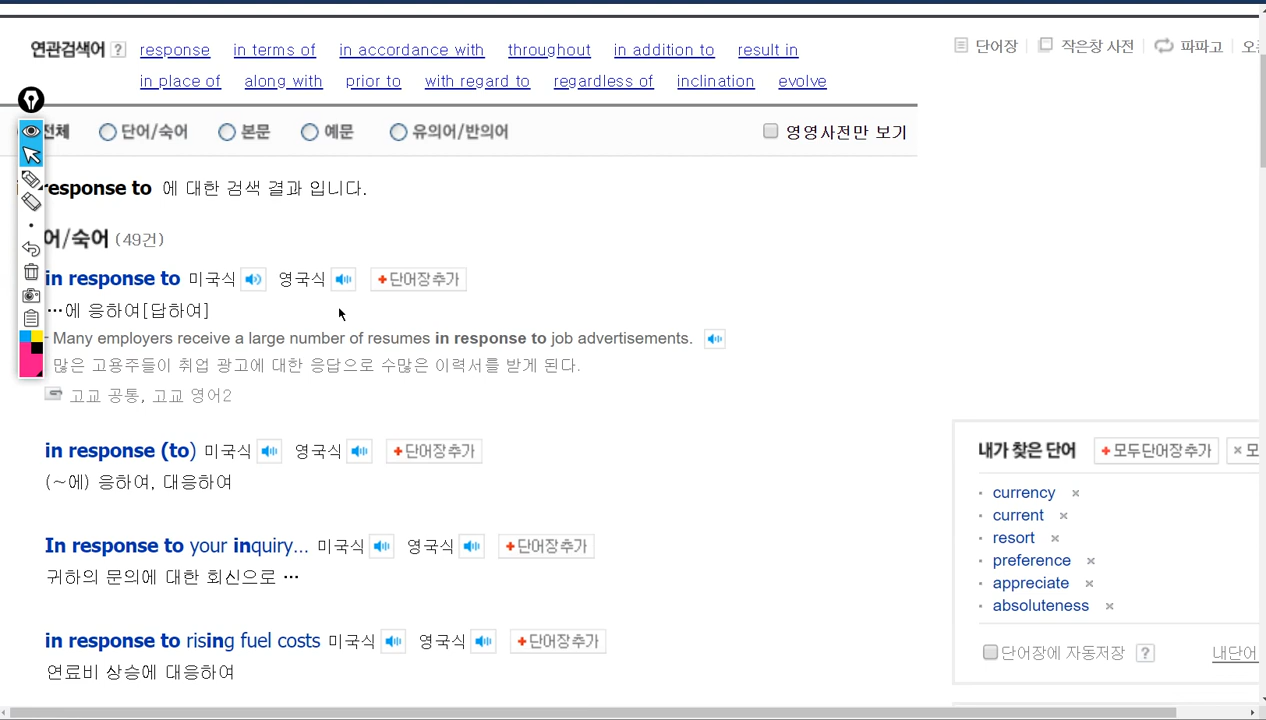 연관검색어 ? response in terms of in accordance with throughout in addition to result in
단어장 작은창 사전 파파고
in place of along with prior to with regard to regardless of inclination evolve
전체 단어/숙어 본문 예문 유의어/반의어 영영사전만 보기
response to 에 대한 검색 결과 입니다.
어/숙어 (49건)
in response to 미국식 영국식 +단어장추가
…에 응하여[답하여]
- Many employers receive a large number of resumes in response to job advertisements.
많은 고용주들이 취업 광고에 대한 응답으로 수많은 이력서를 받게 된다.
고교 공통, 고교 영어2
in response (to) 미국식 영국식 +단어장추가
(~에) 응하여, 대응하여
In response to your inquiry... 미국식 영국식 +단어장추가
귀하의 문의에 대한 회신으로 …
in response to rising fuel costs 미국식 영국식 +단어장추가
연료비 상승에 대응하여
내가 찾은 단어 +모두단어장추가 × 모
· currency ×
· current ×
· resort ×
· preference ×
· appreciate ×
· absoluteness ×
단어장에 자동저장 ? 내단어